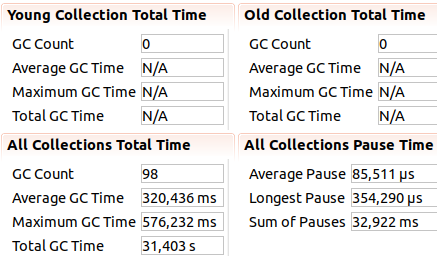 Young Collection Total Time
GC Count 0
Average GC Time N/A
Maximum GC Time N/A
Total GC Time N/A
Old Collection Total Time
GC Count 0
Average GC Time N/A
Maximum GC Time N/A
Total GC Time N/A
All Collections Total Time
GC Count 98
Average GC Time 320,436 ms
Maximum GC Time 576,232 ms
Total GC Time 31,403 s
All Collections Pause Time
Average Pause 85,511 µs
Longest Pause 354,290 µs
Sum of Pauses 32,922 ms